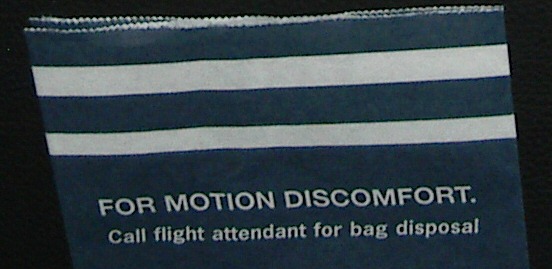 FOR MOTION DISCOMFORT.
Call flight attendant for bag disposal